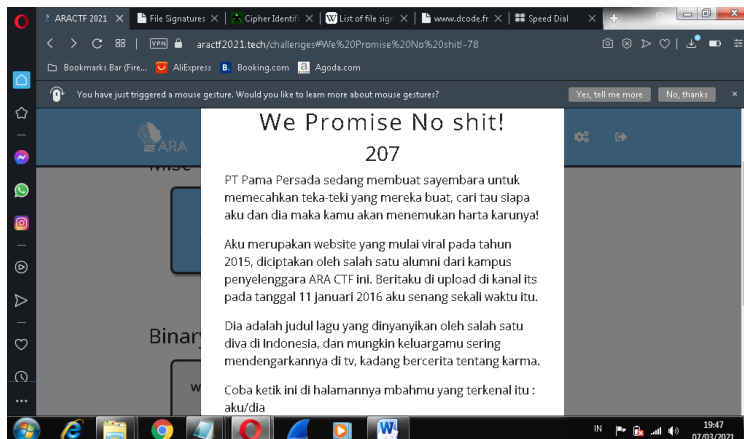 ARACTF 2021
File Signatures
Cipher Identifi
List of file sign
www.dcode.fr
Speed Dial
VPN
aractf2021.tech/challenges#We%20Promise%20No%20shit!-78
Bookmarks Bar (Fire...
AliExpress
B. Booking.com
a Agoda.com
You have just triggered a mouse gesture. Would you like to learn more about mouse gestures?
Yes, tell me more
No, thanks
ARA
We Promise No shit!
207
PT Pama Persada sedang membuat sayembara untuk
memecahkan teka-teki yang mereka buat, cari tau siapa
aku dan dia maka kamu akan menemukan harta karunya!
Aku merupakan website yang mulai viral pada tahun
2015, diciptakan oleh salah satu alumni dari kampus
penyelenggara ARA CTF ini. Beritaku di upload di kanal its
pada tanggal 11 januari 2016 aku senang sekali waktu itu.
Dia adalah judul lagu yang dinyanyikan oleh salah satu
diva di Indonesia, dan mungkin keluargamu sering
mendengarkannya di tv, kadang bercerita tentang karma.
Binar
w
Coba ketik ini di halamannya mbahmu yang terkenal itu :
aku/dia
IN
19:47
07/03/2021